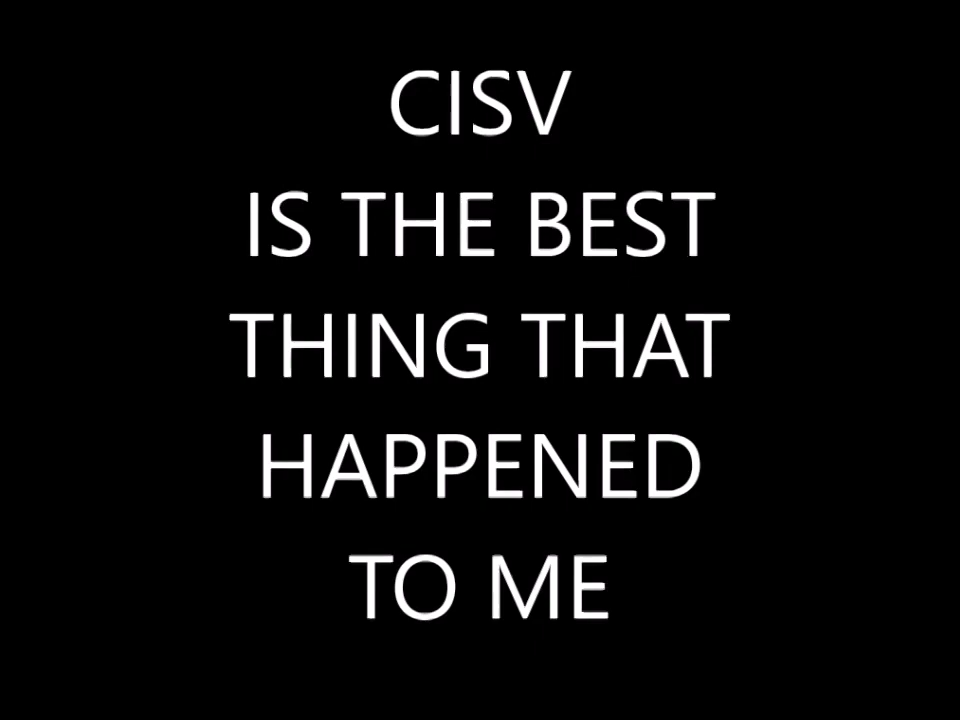 CISV
IS THE BEST
THING THAT
HAPPENED
TO ME